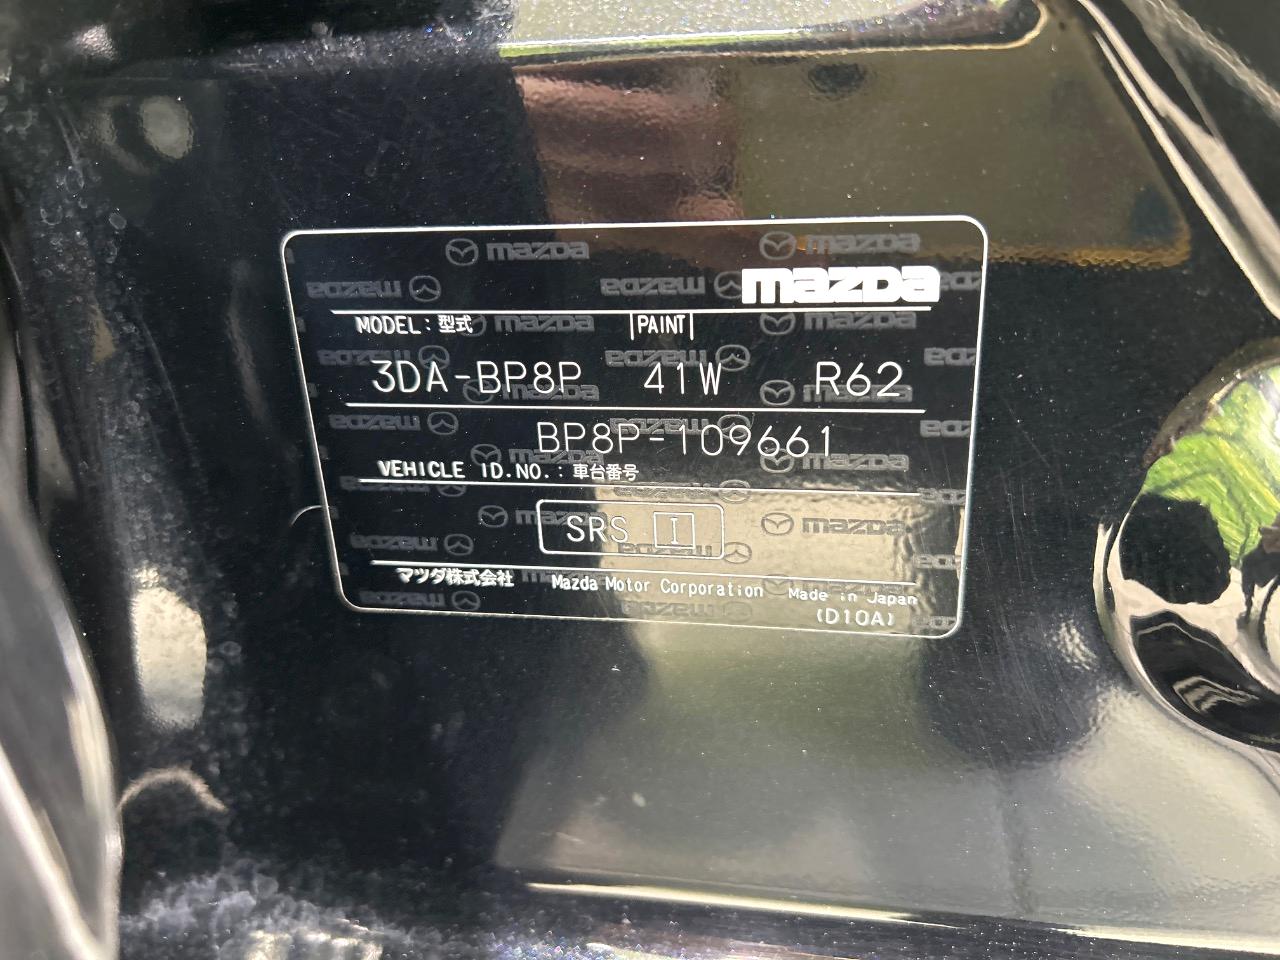 mazda
MODEL : 型式 PAINT
3DA-BP8P 41W R62
BP8P-109661
VEHICLE ID.NO. : 車台番号
SRS I
マツダ株式会社 Mazda Motor Corporation Made in Japan
(D10A)